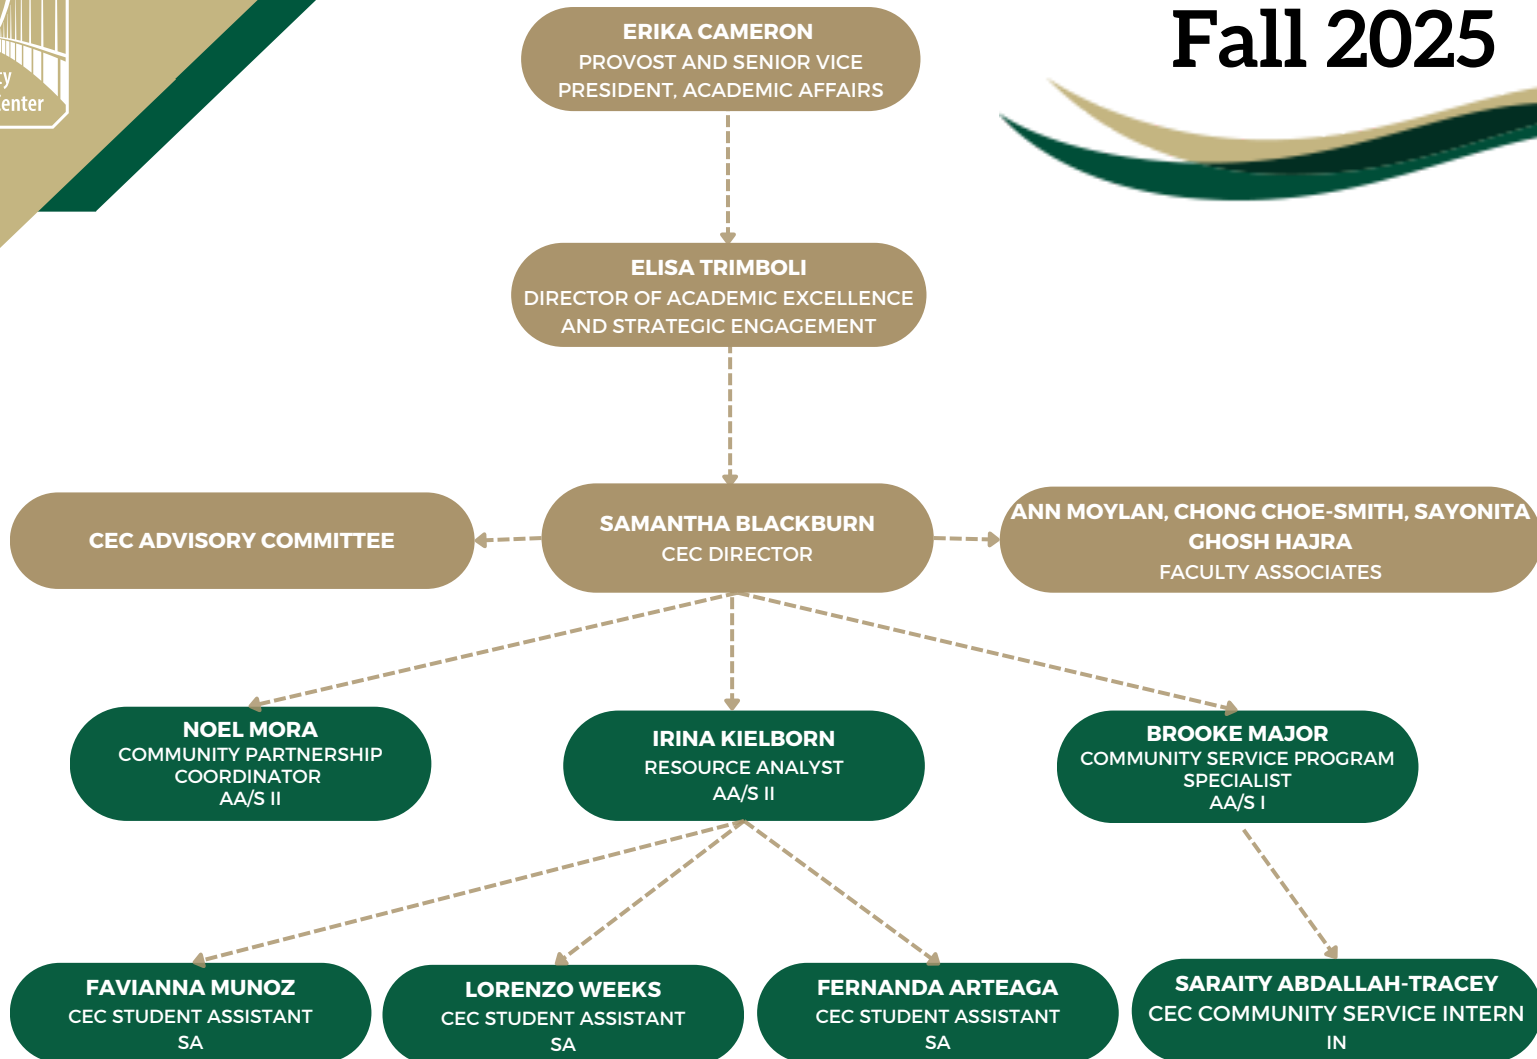 Fall 2025
Center
ERIKA CAMERON
PROVOST AND SENIOR VICE
PRESIDENT, ACADEMIC AFFAIRS
ELISA TRIMBOLI
DIRECTOR OF ACADEMIC EXCELLENCE
AND STRATEGIC ENGAGEMENT
CEC ADVISORY COMMITTEE
SAMANTHA BLACKBURN
CEC DIRECTOR
ANN MOYLAN, CHONG CHOE-SMITH, SAYONITA
GHOSH HAJRA
FACULTY ASSOCIATES
NOEL MORA
COMMUNITY PARTNERSHIP
COORDINATOR
AA/S II
IRINA KIELBORN
RESOURCE ANALYST
AA/S II
BROOKE MAJOR
COMMUNITY SERVICE PROGRAM
SPECIALIST
AA/S I
FAVIANNA MUNOZ
CEC STUDENT ASSISTANT
SA
LORENZO WEEKS
CEC STUDENT ASSISTANT
SA
FERNANDA ARTEAGA
CEC STUDENT ASSISTANT
SA
SARAITY ABDALLAH-TRACEY
CEC COMMUNITY SERVICE INTERN
IN